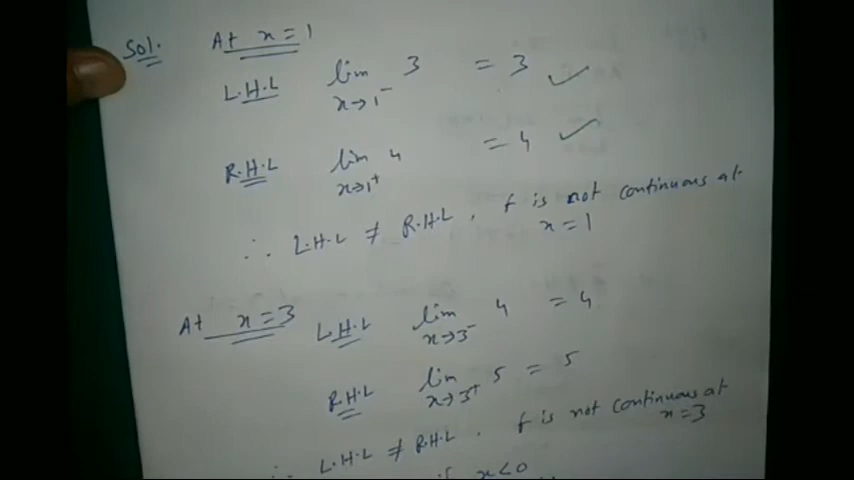 Sol. At x = 1
L.H.L lim x→1⁻ 3 = 3 ✓
R.H.L lim x→1⁺ 4 = 4 ✓
∴ L.H.L ≠ R.H.L, f is not continuous at x = 1
At x = 3 L.H.L lim x→3⁻ 4 = 4
R.H.L lim x→3⁺ 5 = 5
∴ L.H.L ≠ R.H.L. f is not continuous at x = 3
if x<0